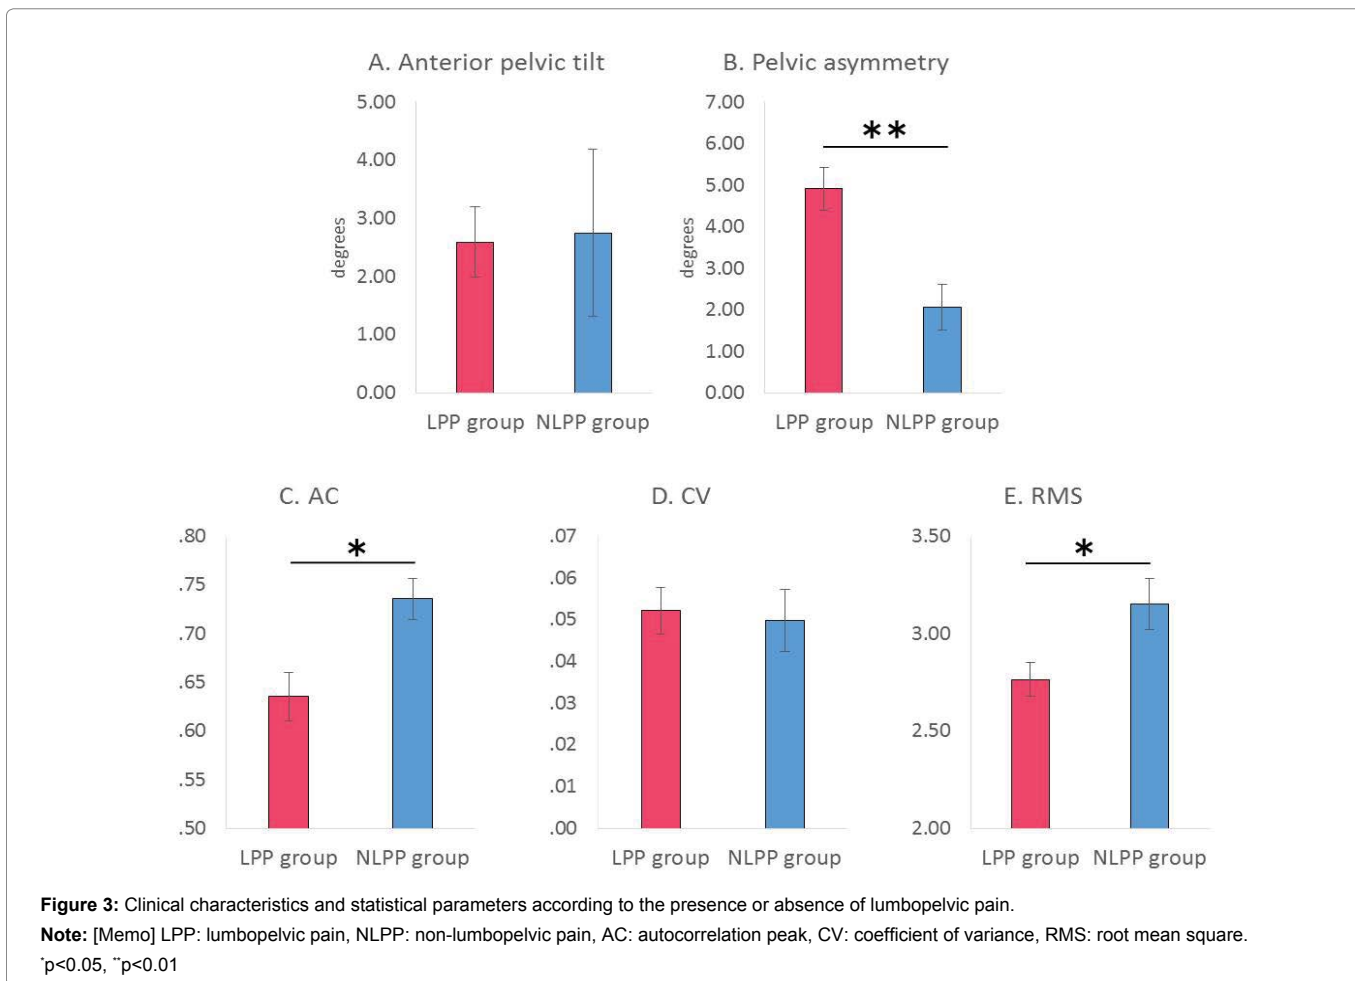 A. Anterior pelvic tilt
5.00
4.00
3.00
2.00
1.00
0.00
degrees
LPP group NLPP group
B. Pelvic asymmetry
7.00
6.00
5.00
4.00
3.00
2.00
1.00
0.00
degrees
**
LPP group NLPP group
C. AC
.80
.75
.70
.65
.60
.55
.50
*
LPP group NLPP group
D. CV
.07
.06
.05
.04
.03
.02
.01
.00
LPP group NLPP group
E. RMS
3.50
3.00
2.50
2.00
*
LPP group NLPP group
Figure 3: Clinical characteristics and statistical parameters according to the presence or absence of lumbopelvic pain.
Note: [Memo] LPP: lumbopelvic pain, NLPP: non-lumbopelvic pain, AC: autocorrelation peak, CV: coefficient of variance, RMS: root mean square.
*p<0.05, **p<0.01